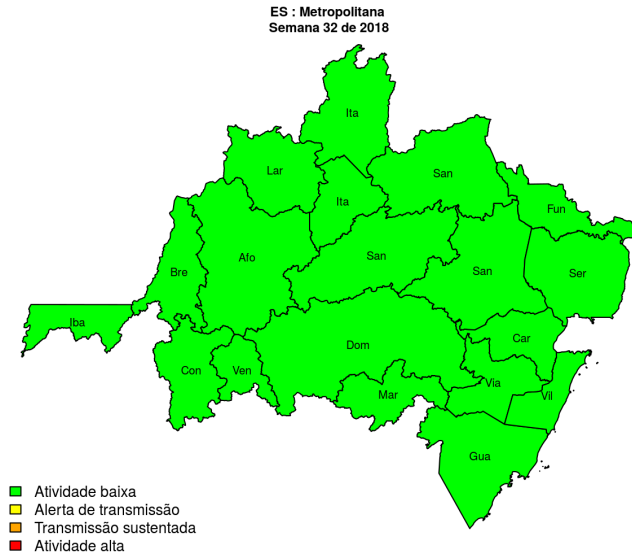 ES : Metropolitana
Semana 32 de 2018
Ita
Lar
San
Ita
Fun
Afo
San
Bre
San
Ser
Iba
Car
Dom
Con
Ven
Via
Mar
Vil
Gua
Atividade baixa
Alerta de transmissão
Transmissão sustentada
Atividade alta